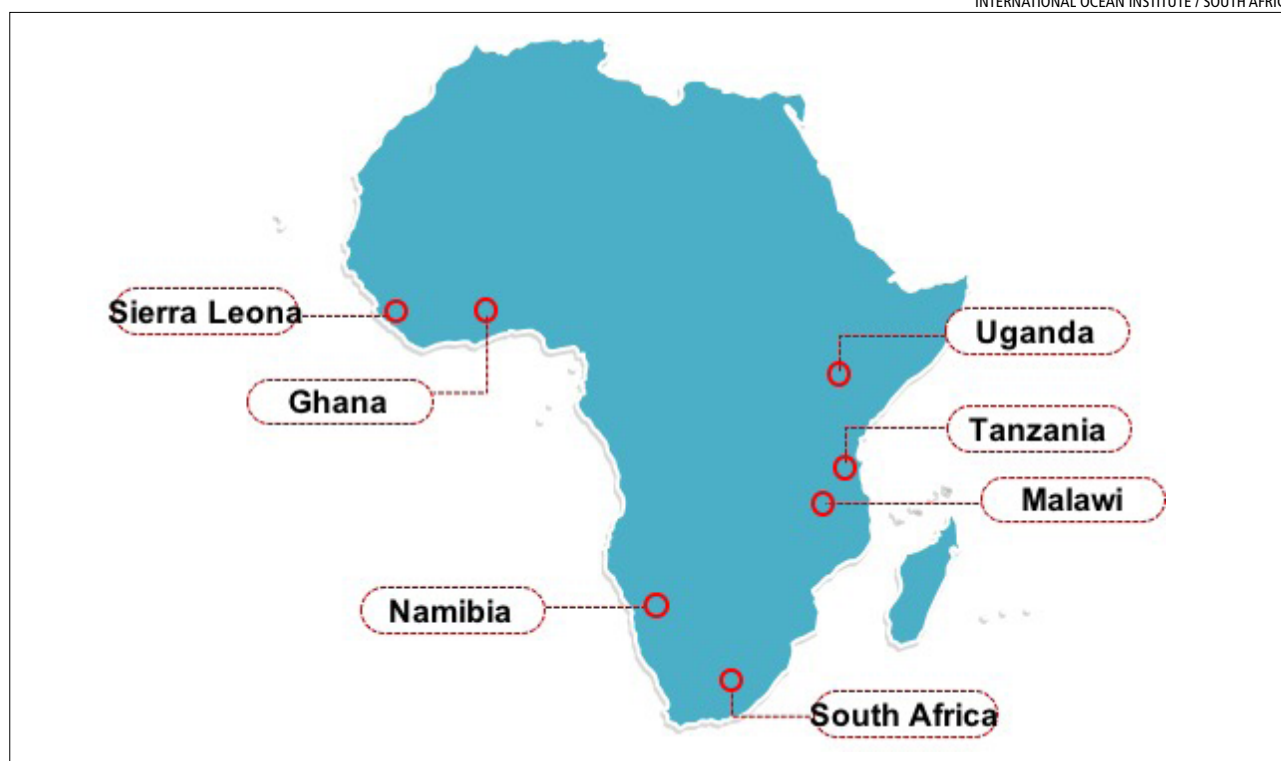 INTERNATIONAL OCEAN INSTITUTE / SOUTH AFRIC
Sierra Leona
Uganda
Ghana
Tanzania
Malawi
Namibia
South Africa